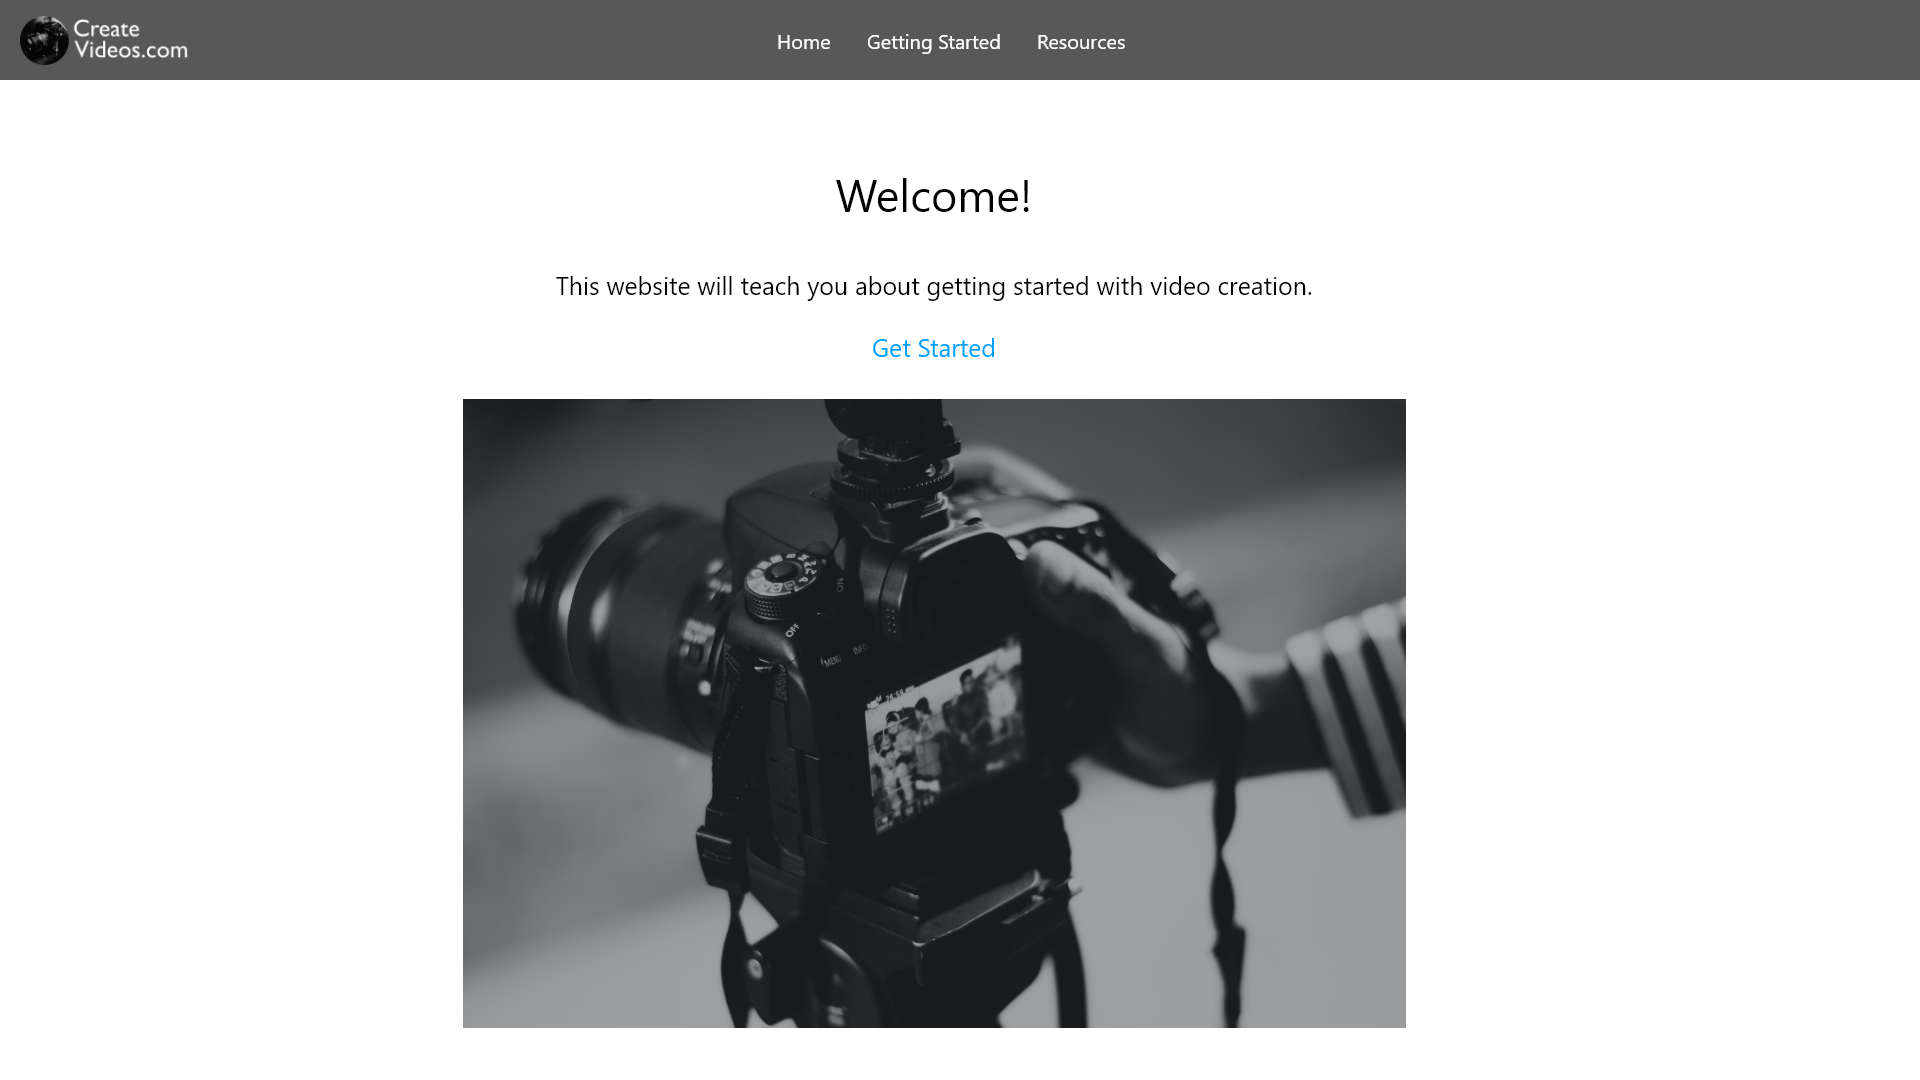 Create
Videos.com
Home
Getting Started
Resources
Welcome!
This website will teach you about getting started with video creation.
Get Started
ON
OFF
MENU
INFO